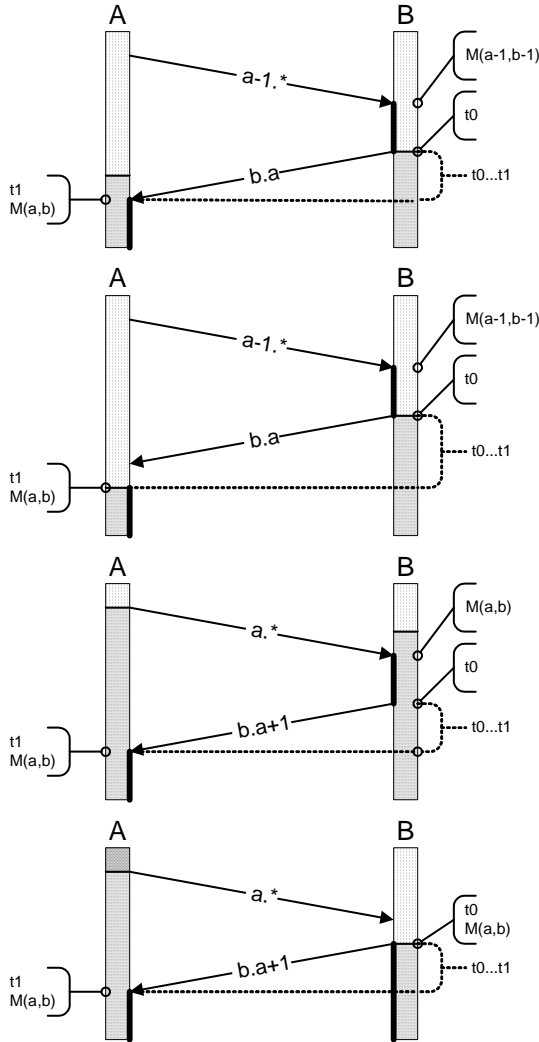 A
B
M(a-1,b-1)
a-1.*
t0
b.a
t0...t1
t1
M(a,b)
A
B
M(a-1,b-1)
a-1.*
t0
b.a
t0...t1
t1
M(a,b)
A
B
M(a,b)
a.*
t0
b.a+1
t0...t1
t1
M(a,b)
A
B
a.*
t0
M(a,b)
b.a+1
t0...t1
t1
M(a,b)